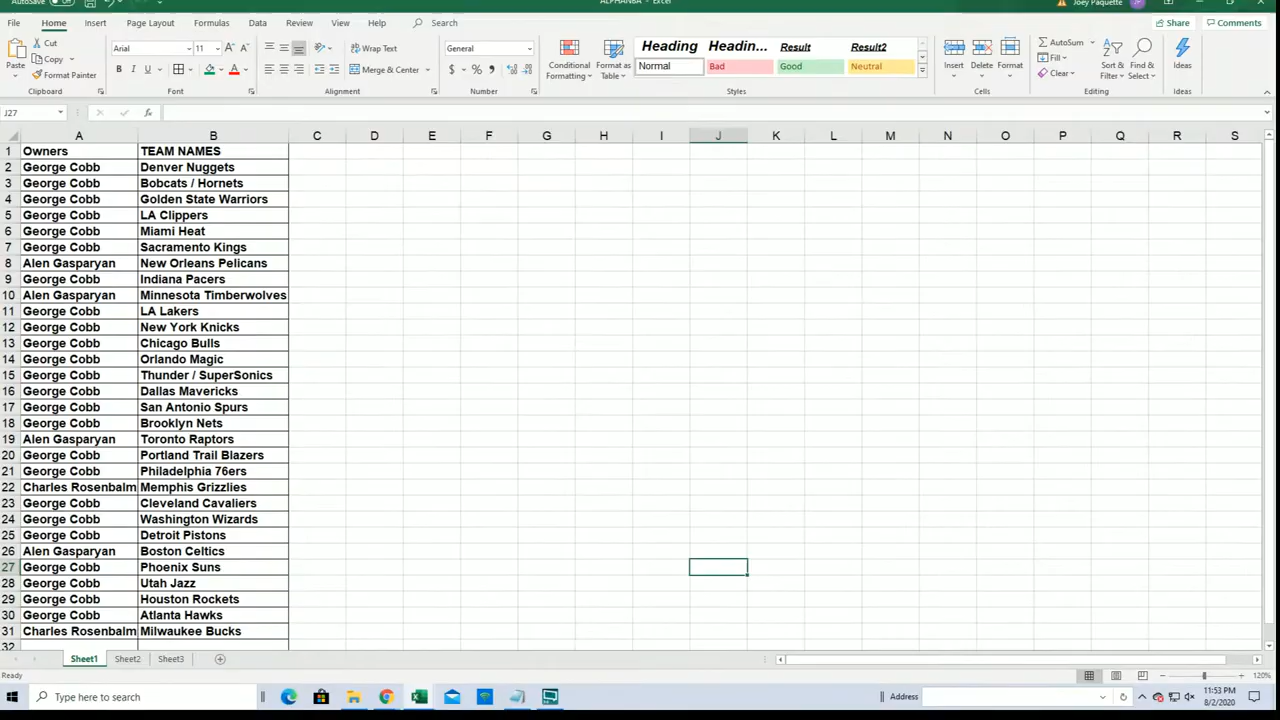 AutoSave Off ALPHANBA - Excel Joey Paquette JP
File Home Insert Page Layout Formulas Data Review View Help Search Share Comments
Paste Cut Copy Format Painter Clipboard
Arial 11 A A B I U A Font
Wrap Text Merge & Center Alignment
General $ % , Number
Conditional Formatting Format as Table Heading Headin... Result Result2 Normal Bad Good Neutral Styles
Insert Delete Format Cells
AutoSum Fill Clear Sort & Filter Find & Select Editing
Ideas Ideas
J27 fx
A B C D E F G H I J K L M N O P Q R S
1 Owners TEAM NAMES
2 George Cobb Denver Nuggets
3 George Cobb Bobcats / Hornets
4 George Cobb Golden State Warriors
5 George Cobb LA Clippers
6 George Cobb Miami Heat
7 George Cobb Sacramento Kings
8 Alen Gasparyan New Orleans Pelicans
9 George Cobb Indiana Pacers
10 Alen Gasparyan Minnesota Timberwolves
11 George Cobb LA Lakers
12 George Cobb New York Knicks
13 George Cobb Chicago Bulls
14 George Cobb Orlando Magic
15 George Cobb Thunder / SuperSonics
16 George Cobb Dallas Mavericks
17 George Cobb San Antonio Spurs
18 George Cobb Brooklyn Nets
19 Alen Gasparyan Toronto Raptors
20 George Cobb Portland Trail Blazers
21 George Cobb Philadelphia 76ers
22 Charles Rosenbalm Memphis Grizzlies
23 George Cobb Cleveland Cavaliers
24 George Cobb Washington Wizards
25 George Cobb Detroit Pistons
26 Alen Gasparyan Boston Celtics
27 George Cobb Phoenix Suns
28 George Cobb Utah Jazz
29 George Cobb Houston Rockets
30 George Cobb Atlanta Hawks
31 Charles Rosenbalm Milwaukee Bucks
32
Sheet1 Sheet2 Sheet3
Ready 120%
Type here to search Address 11:53 PM
8/2/2020